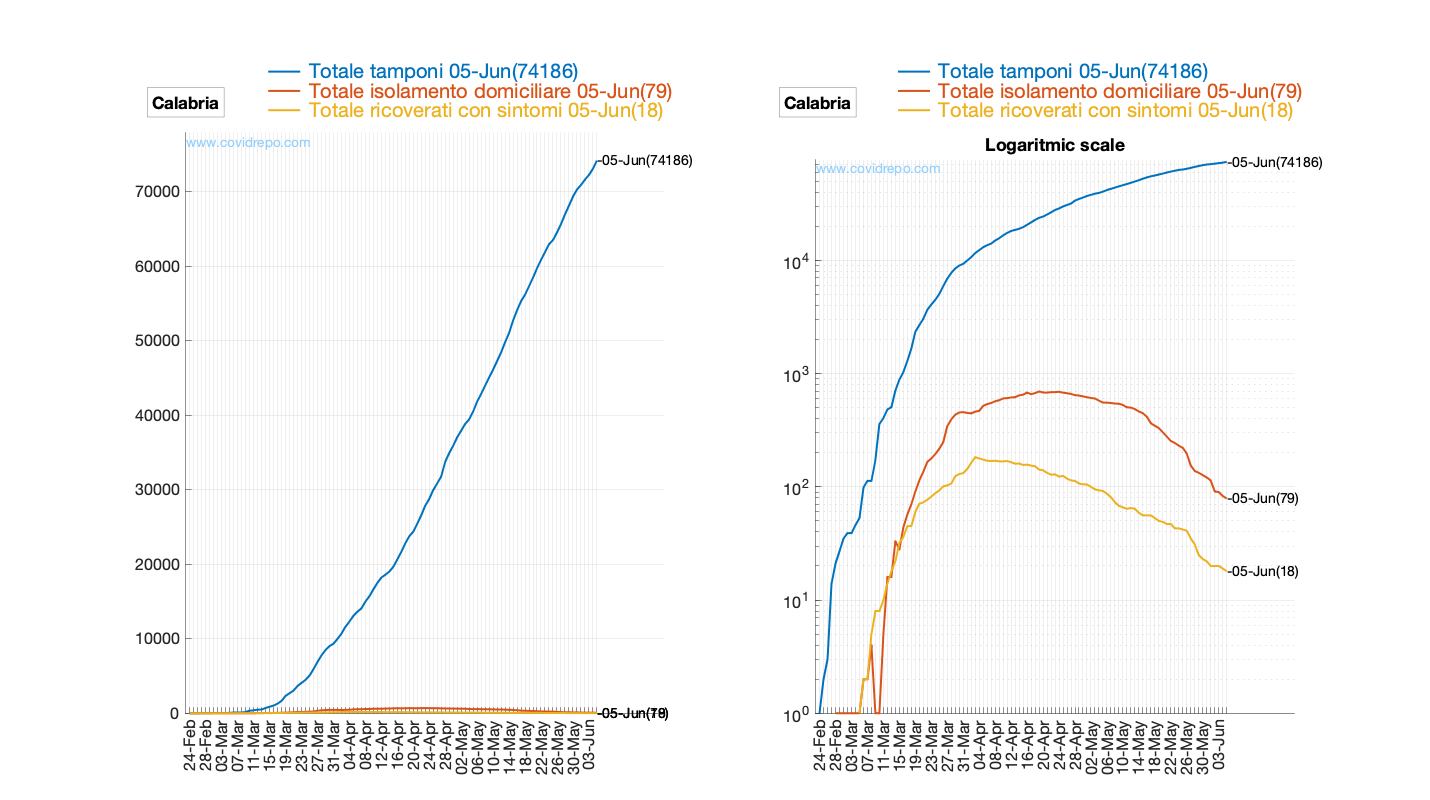 Totale tamponi 05-Jun(74186)
Totale isolamento domiciliare 05-Jun(79)
Totale ricoverati con sintomi 05-Jun(18)
Calabria
www.covidrepo.com
-05-Jun(74186)
70000
60000
50000
40000
30000
20000
10000
0
-05-Jun(79)
24-Feb
28-Feb
03-Mar
07-Mar
11-Mar
15-Mar
19-Mar
23-Mar
27-Mar
31-Mar
04-Apr
08-Apr
12-Apr
16-Apr
20-Apr
24-Apr
28-Apr
02-May
06-May
10-May
14-May
18-May
22-May
26-May
30-May
03-Jun
Totale tamponi 05-Jun(74186)
Totale isolamento domiciliare 05-Jun(79)
Totale ricoverati con sintomi 05-Jun(18)
Calabria
Logaritmic scale
www.covidrepo.com
-05-Jun(74186)
10^4
10^3
10^2
-05-Jun(79)
10^1
-05-Jun(18)
10^0
24-Feb
28-Feb
03-Mar
07-Mar
11-Mar
15-Mar
19-Mar
23-Mar
27-Mar
31-Mar
04-Apr
08-Apr
12-Apr
16-Apr
20-Apr
24-Apr
28-Apr
02-May
06-May
10-May
14-May
18-May
22-May
26-May
30-May
03-Jun